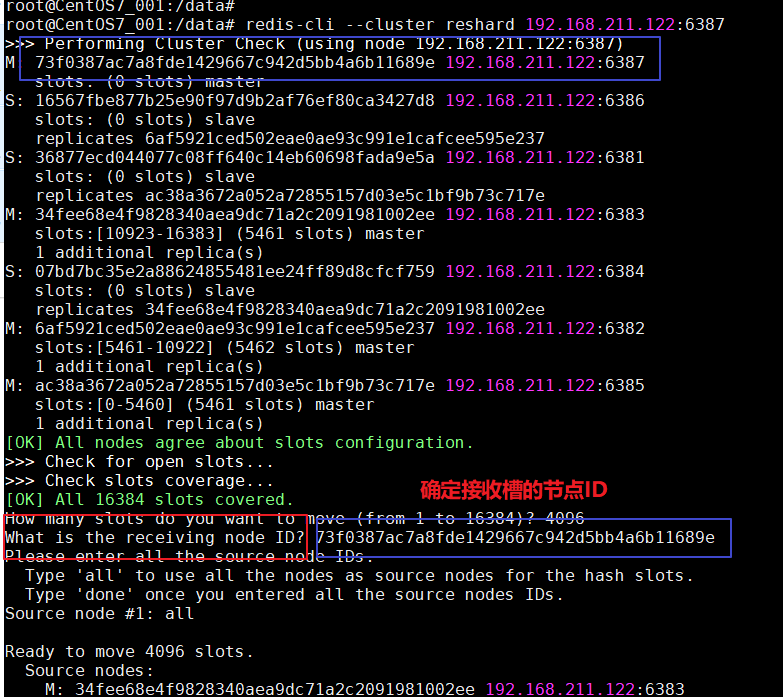 root@CentOS7_001:/data#
root@CentOS7_001:/data# redis-cli --cluster reshard 192.168.211.122:6387
>>> Performing Cluster Check (using node 192.168.211.122:6387)
M: 73f0387ac7a8fde1429667c942d5bb4a6b11689e 192.168.211.122:6387
slots: (0 slots) master
S: 16567fbe877b25e90f97d9b2af76ef80ca3427d8 192.168.211.122:6386
slots: (0 slots) slave
replicates 6af5921ced502eae0ae93c991e1cafcee595e237
S: 36877ecd044077c08ff640c14eb60698fada9e5a 192.168.211.122:6381
slots: (0 slots) slave
replicates ac38a3672a052a72855157d03e5c1bf9b73c717e
M: 34fee68e4f9828340aea9dc71a2c2091981002ee 192.168.211.122:6383
slots:[10923-16383] (5461 slots) master
1 additional replica(s)
S: 07bd7bc35e2a88624855481ee24ff89d8cfcf759 192.168.211.122:6384
slots: (0 slots) slave
replicates 34fee68e4f9828340aea9dc71a2c2091981002ee
M: 6af5921ced502eae0ae93c991e1cafcee595e237 192.168.211.122:6382
slots:[5461-10922] (5462 slots) master
1 additional replica(s)
M: ac38a3672a052a72855157d03e5c1bf9b73c717e 192.168.211.122:6385
slots:[0-5460] (5461 slots) master
1 additional replica(s)
[OK] All nodes agree about slots configuration.
>>> Check for open slots...
>>> Check slots coverage...
[OK] All 16384 slots covered.
确定接收槽的节点ID
How many slots do you want to move (from 1 to 16384)? 4096
What is the receiving node ID? 73f0387ac7a8fde1429667c942d5bb4a6b11689e
Please enter all the source node IDs.
Type 'all' to use all the nodes as source nodes for the hash slots.
Type 'done' once you entered all the source nodes IDs.
Source node #1: all
Ready to move 4096 slots.
Source nodes:
M: 34fee68e4f9828340aea9dc71a2c2091981002ee 192.168.211.122:6383